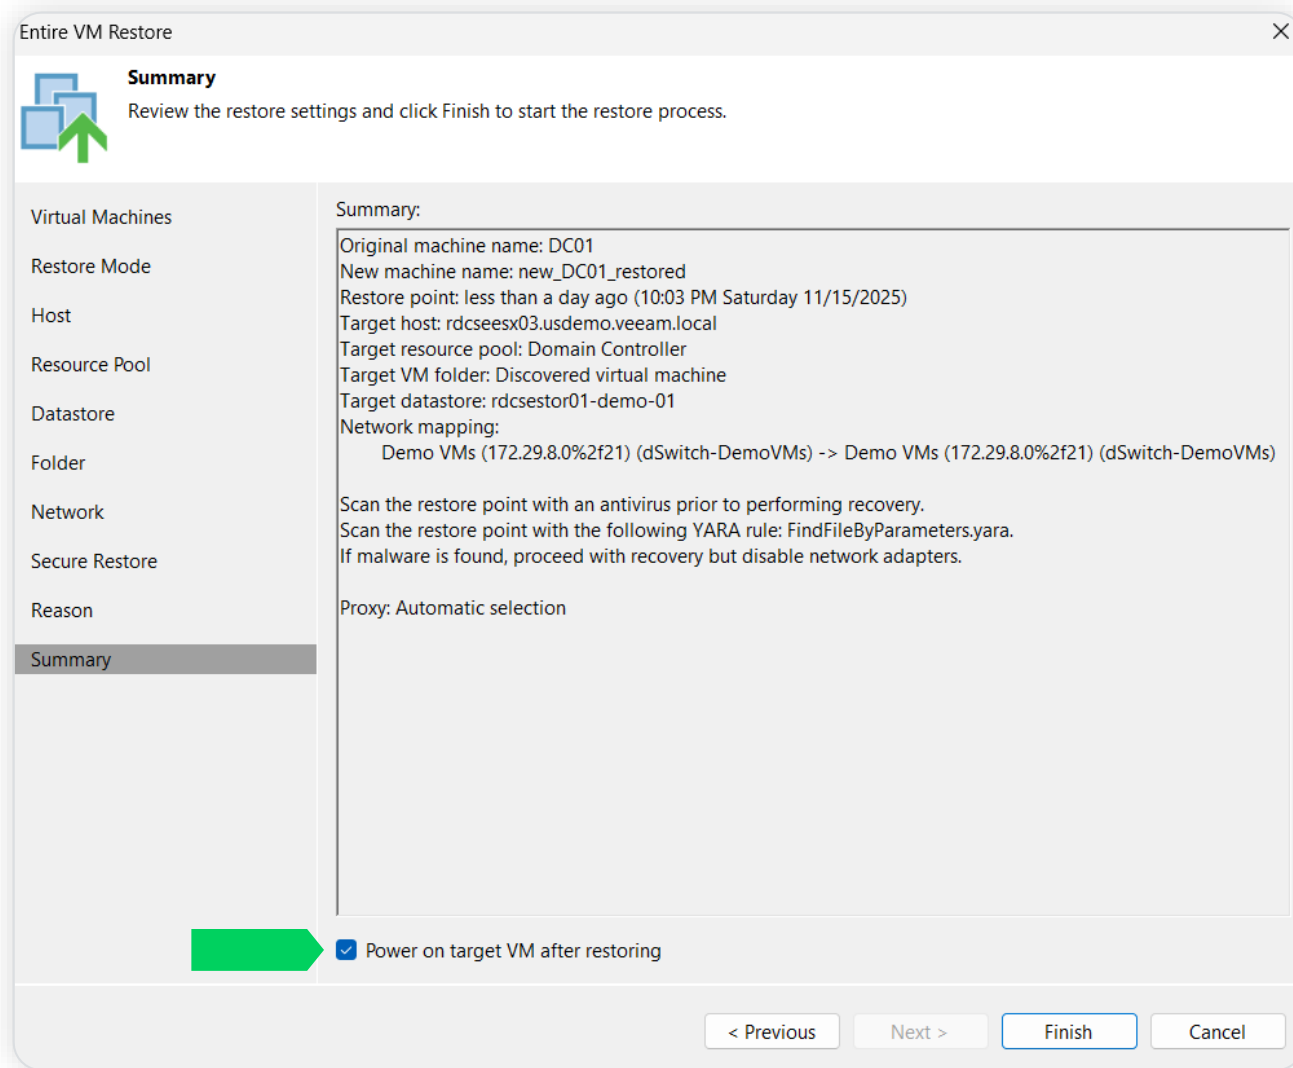 Entire VM Restore
Summary
Review the restore settings and click Finish to start the restore process.
Virtual Machines
Restore Mode
Host
Resource Pool
Datastore
Folder
Network
Secure Restore
Reason
Summary
Summary:
Original machine name: DC01
New machine name: new_DC01_restored
Restore point: less than a day ago (10:03 PM Saturday 11/15/2025)
Target host: rdcseesx03.usdemo.veeam.local
Target resource pool: Domain Controller
Target VM folder: Discovered virtual machine
Target datastore: rdcsestor01-demo-01
Network mapping:
Demo VMs (172.29.8.0%2f21) (dSwitch-DemoVMs) -> Demo VMs (172.29.8.0%2f21) (dSwitch-DemoVMs)
Scan the restore point with an antivirus prior to performing recovery.
Scan the restore point with the following YARA rule: FindFileByParameters.yara.
If malware is found, proceed with recovery but disable network adapters.
Proxy: Automatic selection
Power on target VM after restoring
< Previous
Next >
Finish
Cancel